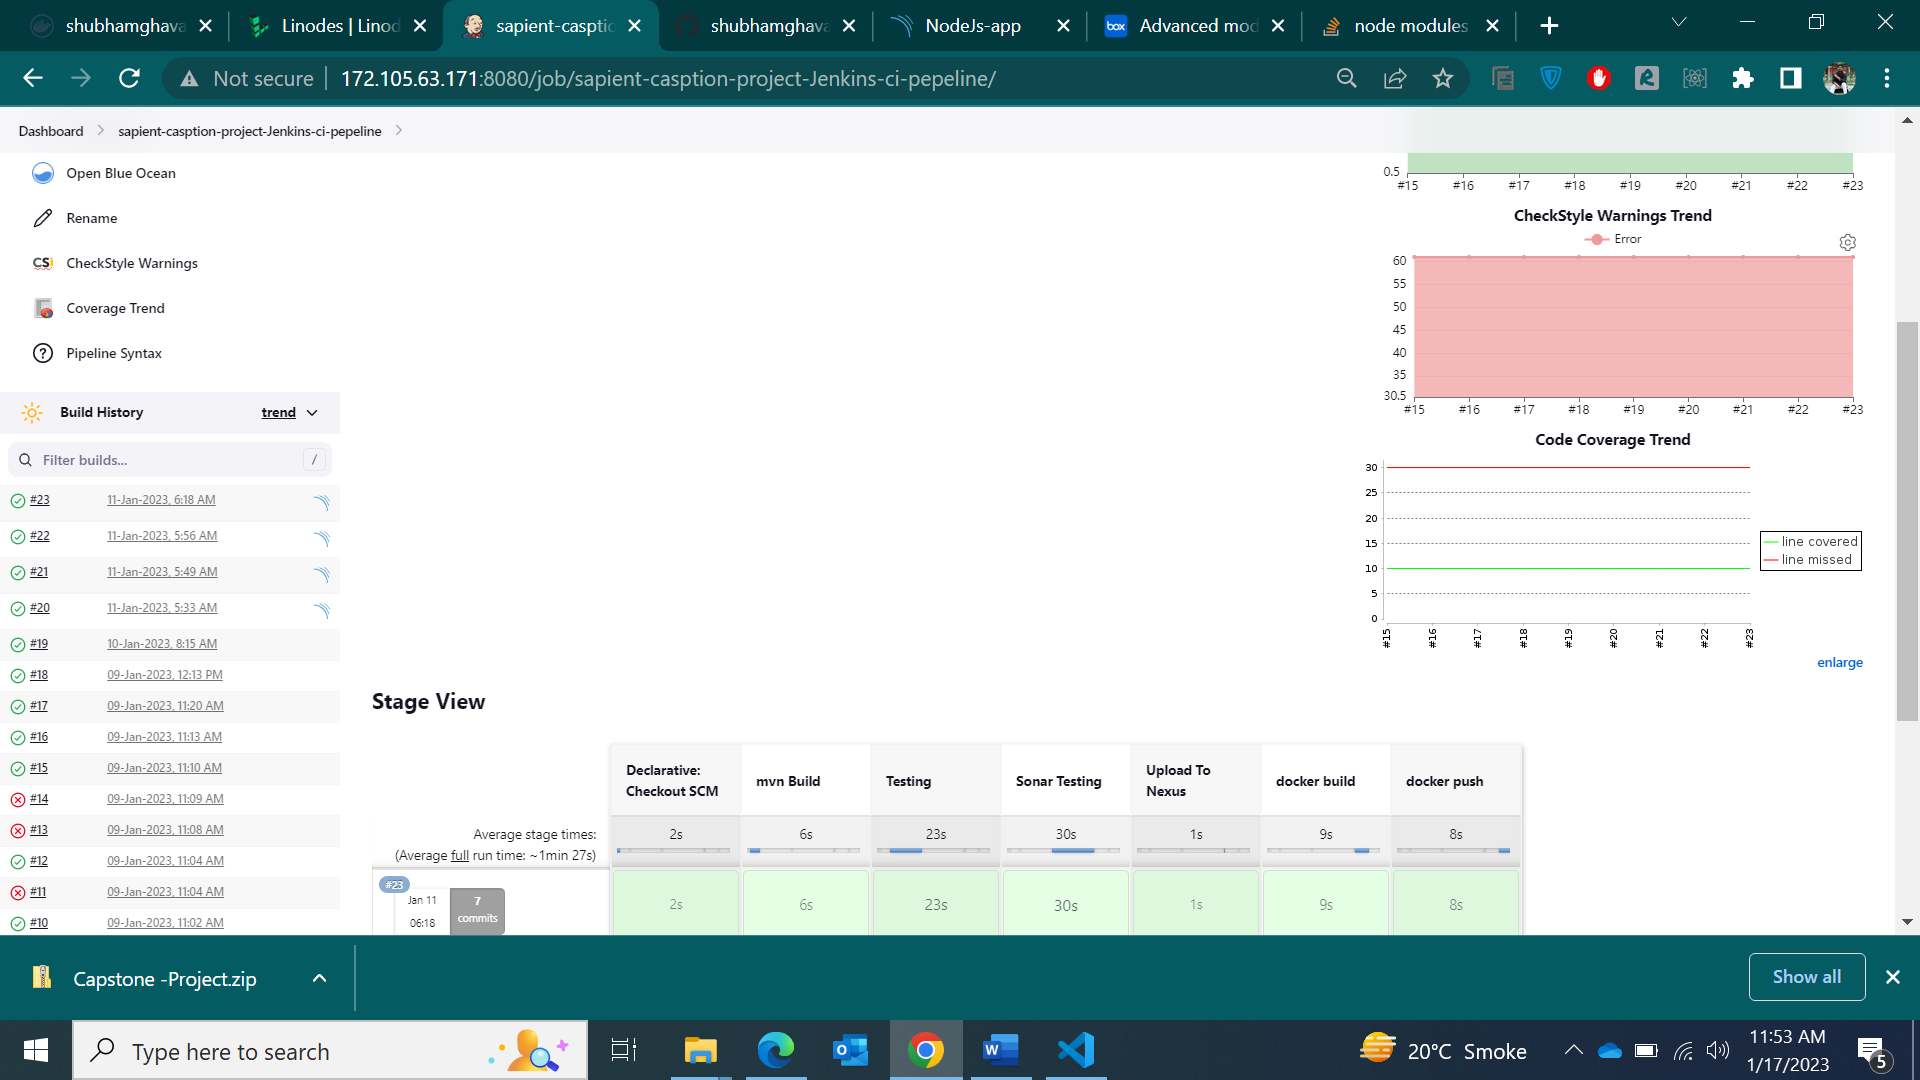 shubhamghava
Linodes | Linod
sapient-casptio
shubhamghava
NodeJs-app
Advanced mod
node modules
Not secure
172.105.63.171:8080/job/sapient-casption-project-Jenkins-ci-pepeline/
Dashboard
sapient-casption-project-Jenkins-ci-pepeline
Open Blue Ocean
Rename
CheckStyle Warnings
Coverage Trend
Pipeline Syntax
Build History
trend
Filter builds...
/
#23 11-Jan-2023, 6:18 AM
#22 11-Jan-2023, 5:56 AM
#21 11-Jan-2023, 5:49 AM
#20 11-Jan-2023, 5:33 AM
#19 10-Jan-2023, 8:15 AM
#18 09-Jan-2023, 12:13 PM
#17 09-Jan-2023, 11:20 AM
#16 09-Jan-2023, 11:13 AM
#15 09-Jan-2023, 11:10 AM
#14 09-Jan-2023, 11:09 AM
#13 09-Jan-2023, 11:08 AM
#12 09-Jan-2023, 11:04 AM
#11 09-Jan-2023, 11:04 AM
#10 09-Jan-2023, 11:02 AM
0.5
#15 #16 #17 #18 #19 #20 #21 #22 #23
CheckStyle Warnings Trend
Error
60
55
50
45
40
35
30.5
#15 #16 #17 #18 #19 #20 #21 #22 #23
Code Coverage Trend
30
25
20
15
10
5
0
line covered
line missed
#15 #16 #17 #18 #19 #20 #21 #22 #23
enlarge
Stage View
Declarative:
Checkout SCM
mvn Build
Testing
Sonar Testing
Upload To
Nexus
docker build
docker push
Average stage times:
(Average full run time: ~1min 27s)
2s 6s 23s 30s 1s 9s 8s
#23
Jan 11
06:18
7
commits
2s 6s 23s 30s 1s 9s 8s
Capstone -Project.zip
Show all
Type here to search
20°C Smoke
11:53 AM
1/17/2023
5